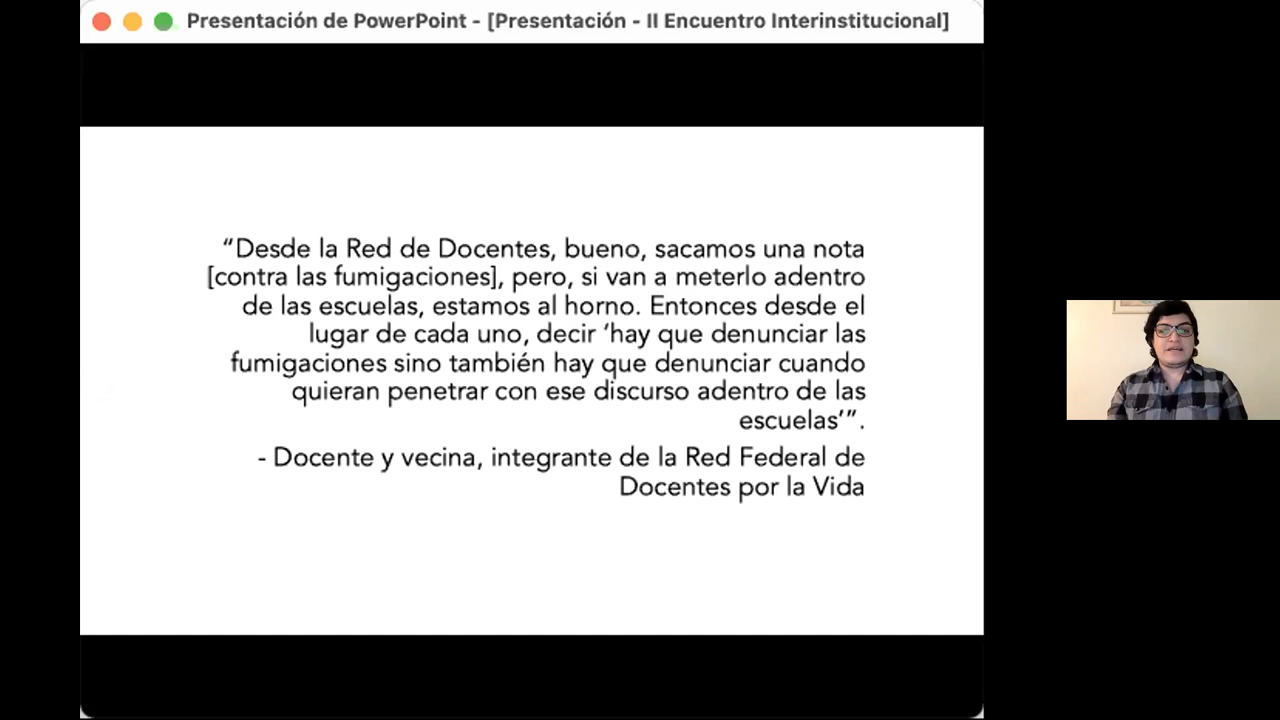 Presentación de PowerPoint - [Presentación - II Encuentro Interinstitucional]
“Desde la Red de Docentes, bueno, sacamos una nota
[contra las fumigaciones], pero, si van a meterlo adentro
de las escuelas, estamos al horno. Entonces desde el
lugar de cada uno, decir ‘hay que denunciar las
fumigaciones sino también hay que denunciar cuando
quieran penetrar con ese discurso adentro de las
escuelas’”.
- Docente y vecina, integrante de la Red Federal de
Docentes por la Vida